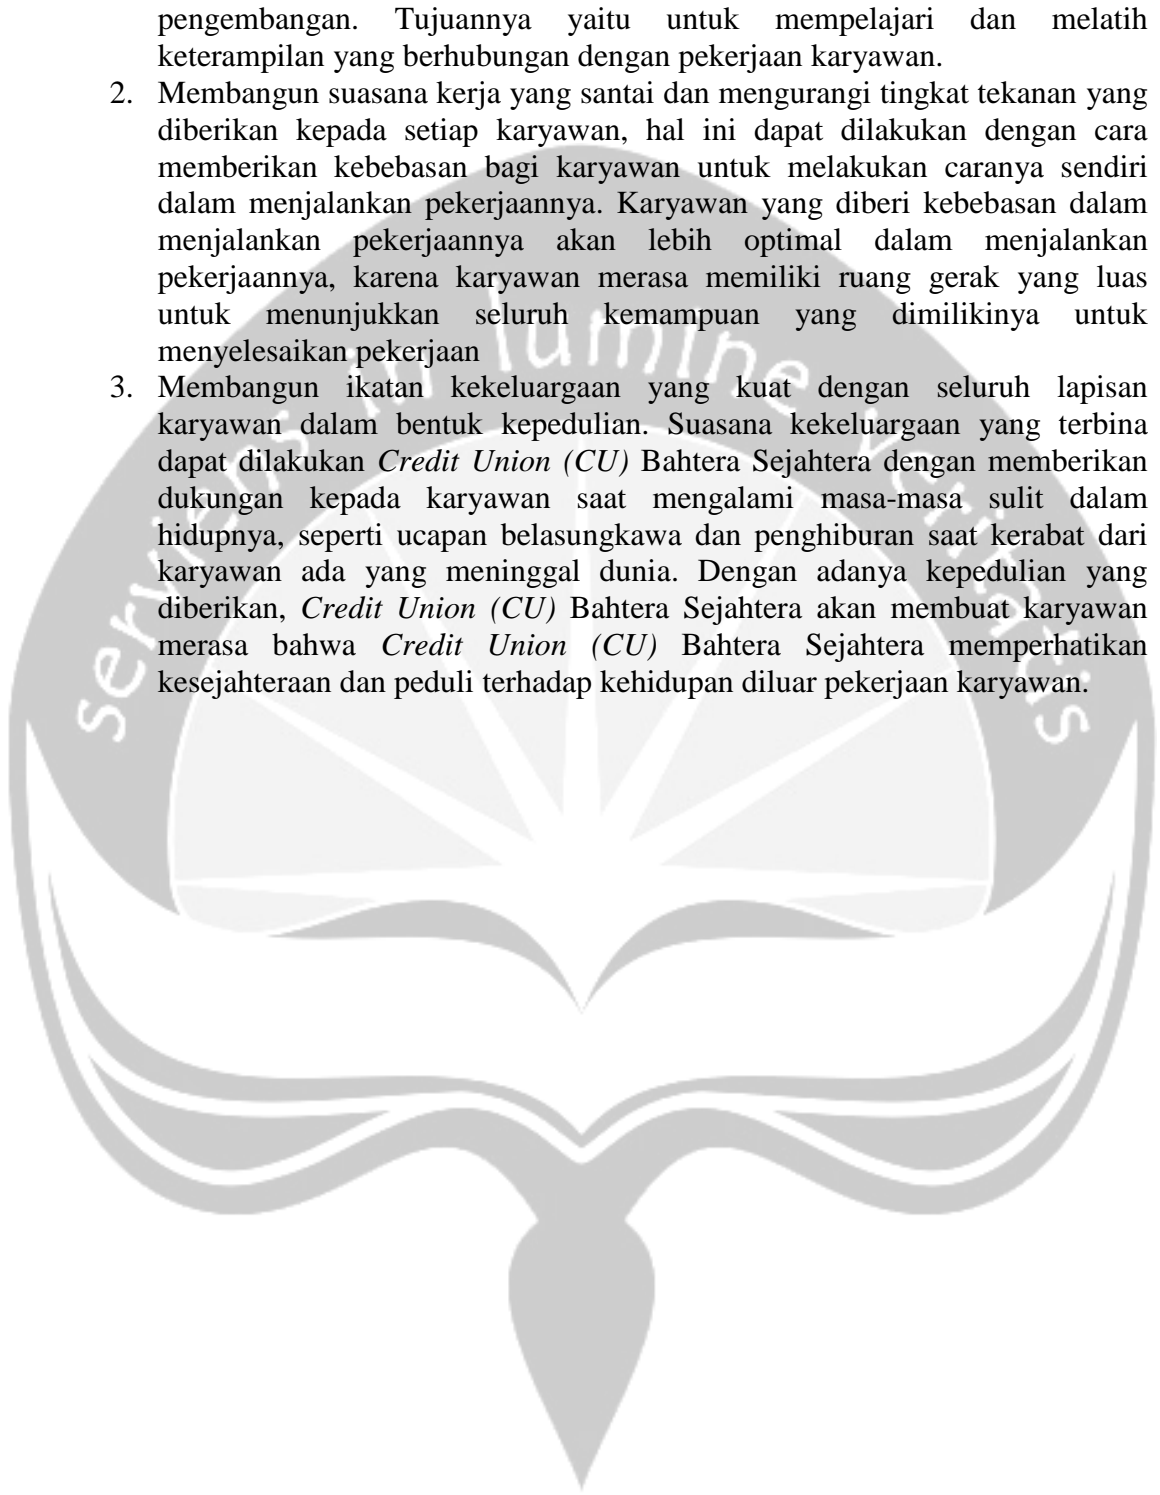 pengembangan. Tujuannya yaitu untuk mempelajari dan melatih
keterampilan yang berhubungan dengan pekerjaan karyawan.
2. Membangun suasana kerja yang santai dan mengurangi tingkat tekanan yang
diberikan kepada setiap karyawan, hal ini dapat dilakukan dengan cara
memberikan kebebasan bagi karyawan untuk melakukan caranya sendiri
dalam menjalankan pekerjaannya. Karyawan yang diberi kebebasan dalam
menjalankan pekerjaannya akan lebih optimal dalam menjalankan
pekerjaannya, karena karyawan merasa memiliki ruang gerak yang luas
untuk menunjukkan seluruh kemampuan yang dimilikinya untuk
menyelesaikan pekerjaan
3. Membangun ikatan kekeluargaan yang kuat dengan seluruh lapisan
karyawan dalam bentuk kepedulian. Suasana kekeluargaan yang terbina
dapat dilakukan Credit Union (CU) Bahtera Sejahtera dengan memberikan
dukungan kepada karyawan saat mengalami masa-masa sulit dalam
hidupnya, seperti ucapan belasungkawa dan penghiburan saat kerabat dari
karyawan ada yang meninggal dunia. Dengan adanya kepedulian yang
diberikan, Credit Union (CU) Bahtera Sejahtera akan membuat karyawan
merasa bahwa Credit Union (CU) Bahtera Sejahtera memperhatikan
kesejahteraan dan peduli terhadap kehidupan diluar pekerjaan karyawan.
serviens in lumine veritatis